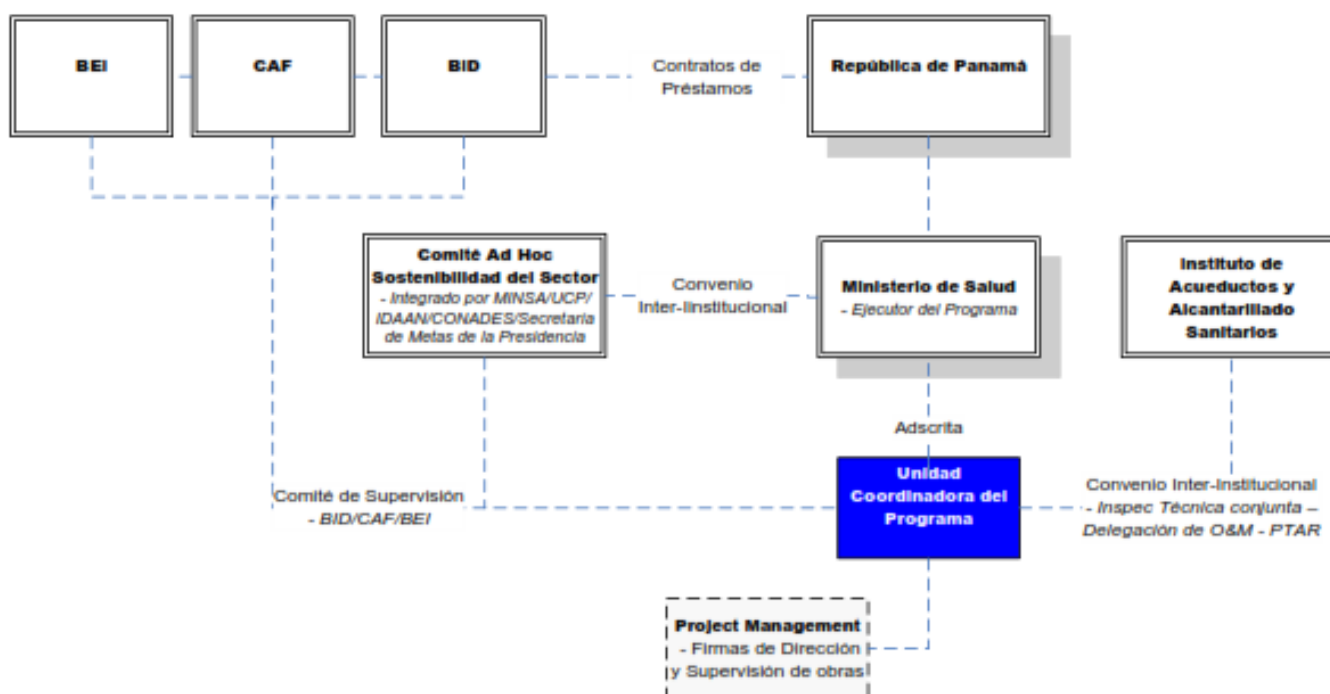 BEI
CAF
BID
Contratos de
Préstamos
República de Panamá
Comité Ad Hoc
Sostenibilidad del Sector
- Integrado por MINSA/UCP/
IDAAN/CONADES/Secretaria
de Metas de la Presidencia
Convenio
Inter-Iinstitucional
Ministerio de Salud
- Ejecutor del Programa
Instituto de
Acueductos y
Alcantarillado
Sanitarios
Adscrita
Unidad
Coordinadora del
Programa
Comité de Supervisión
- BID/CAF/BEI
Convenio Inter-Institucional
- Inspec Técnica conjunta –
Delegación de O&M - PTAR
Project Management
- Firmas de Dirección
y Supervisión de obras